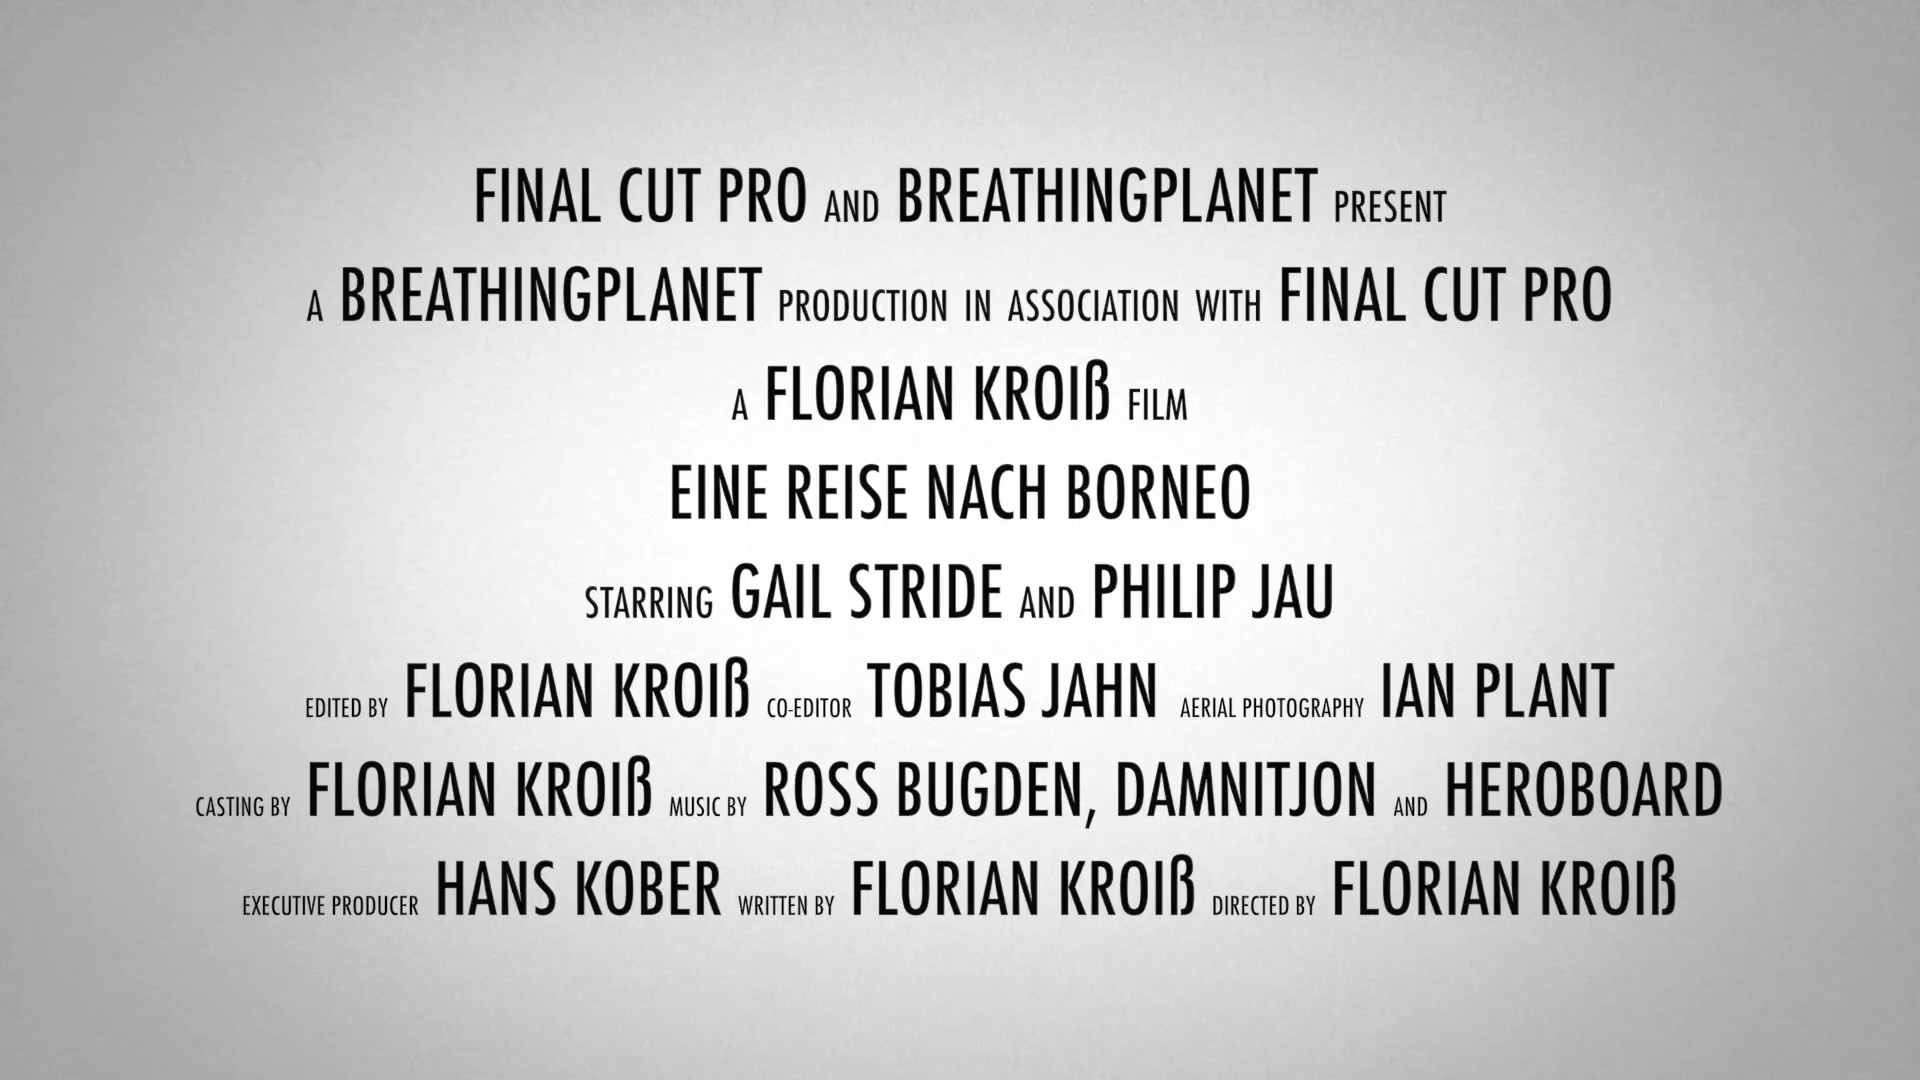 FINAL CUT PRO AND BREATHINGPLANET PRESENT
A BREATHINGPLANET PRODUCTION IN ASSOCIATION WITH FINAL CUT PRO
A FLORIAN KROIß FILM
EINE REISE NACH BORNEO
STARRING GAIL STRIDE AND PHILIP JAU
EDITED BY FLORIAN KROIß CO-EDITOR TOBIAS JAHN AERIAL PHOTOGRAPHY IAN PLANT
CASTING BY FLORIAN KROIß MUSIC BY ROSS BUGDEN, DAMNITJON AND HEROBOARD
EXECUTIVE PRODUCER HANS KOBER WRITTEN BY FLORIAN KROIß DIRECTED BY FLORIAN KROIß